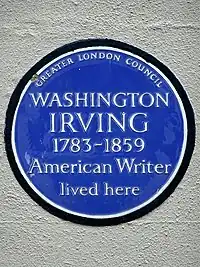 GREATER LONDON COUNCIL
WASHINGTON
IRVING
1783-1859
American Writer
lived here